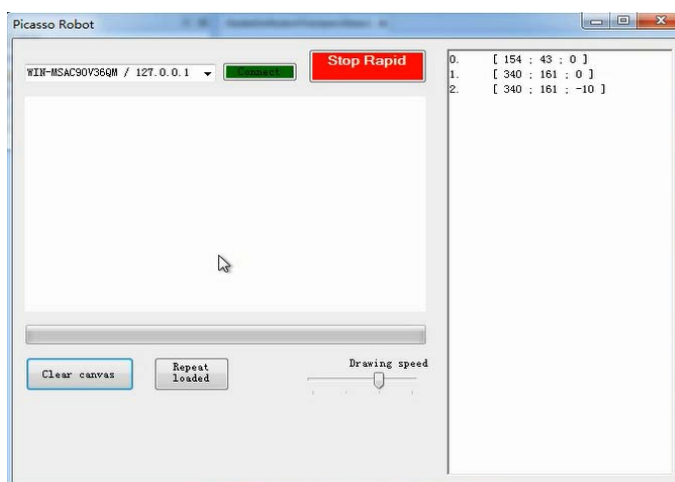 Picasso Robot
WIN-MSAC90V36QM / 127.0.0.1
Connect
Stop Rapid
0. [ 154 ; 43 ; 0 ]
1. [ 340 ; 161 ; 0 ]
2. [ 340 ; 161 ; -10 ]
Clear canvas
Repeat
loaded
Drawing speed